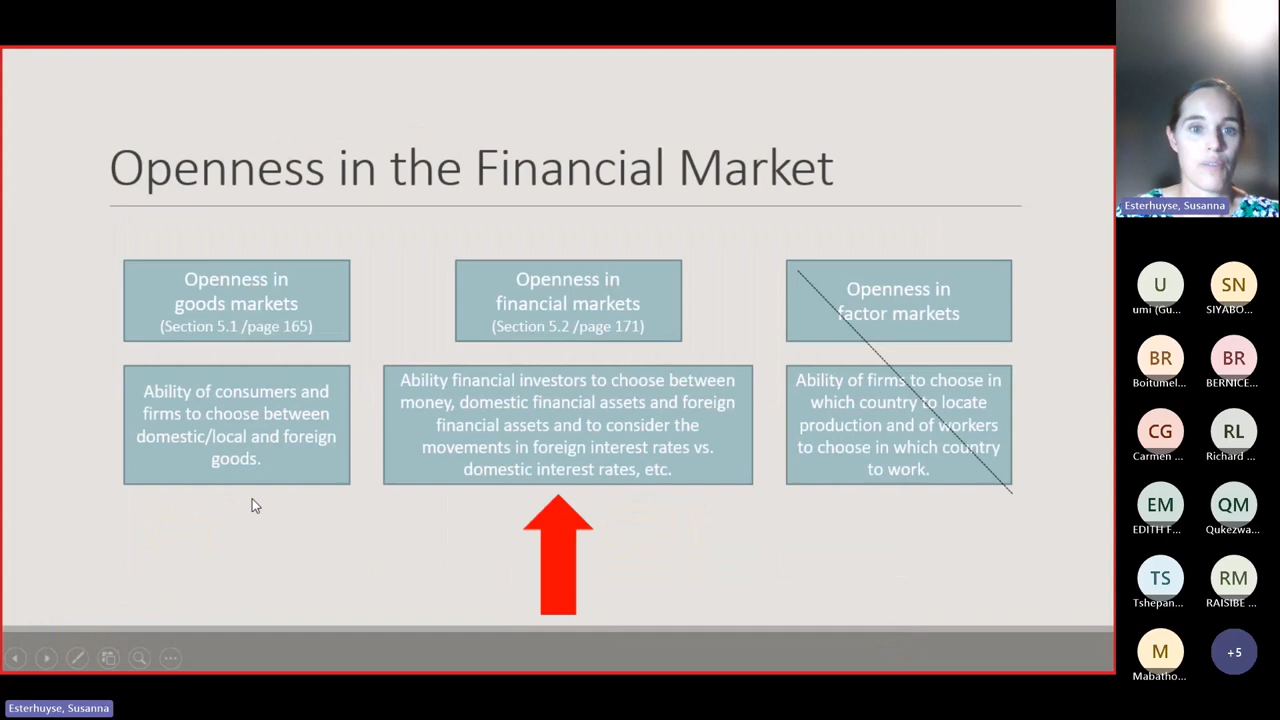 Openness in the Financial Market
Openness in
goods markets
(Section 5.1 /page 165)
Openness in
financial markets
(Section 5.2 /page 171)
Openness in
factor markets
Ability of consumers and
firms to choose between
domestic/local and foreign
goods.
Ability financial investors to choose between
money, domestic financial assets and foreign
financial assets and to consider the
movements in foreign interest rates vs.
domestic interest rates, etc.
Ability of firms to choose in
which country to locate
production and of workers
to choose in which country
to work.
Esterhuyse, Susanna
U
umi (Gu...
SN
SIYABO...
BR
Boitumel...
BR
BERNICE...
CG
Carmen ...
RL
Richard ...
EM
EDITH F...
QM
Qukezwa...
TS
Tshepan...
RM
RAISIBE ...
M
Mabatho...
+5
Esterhuyse, Susanna